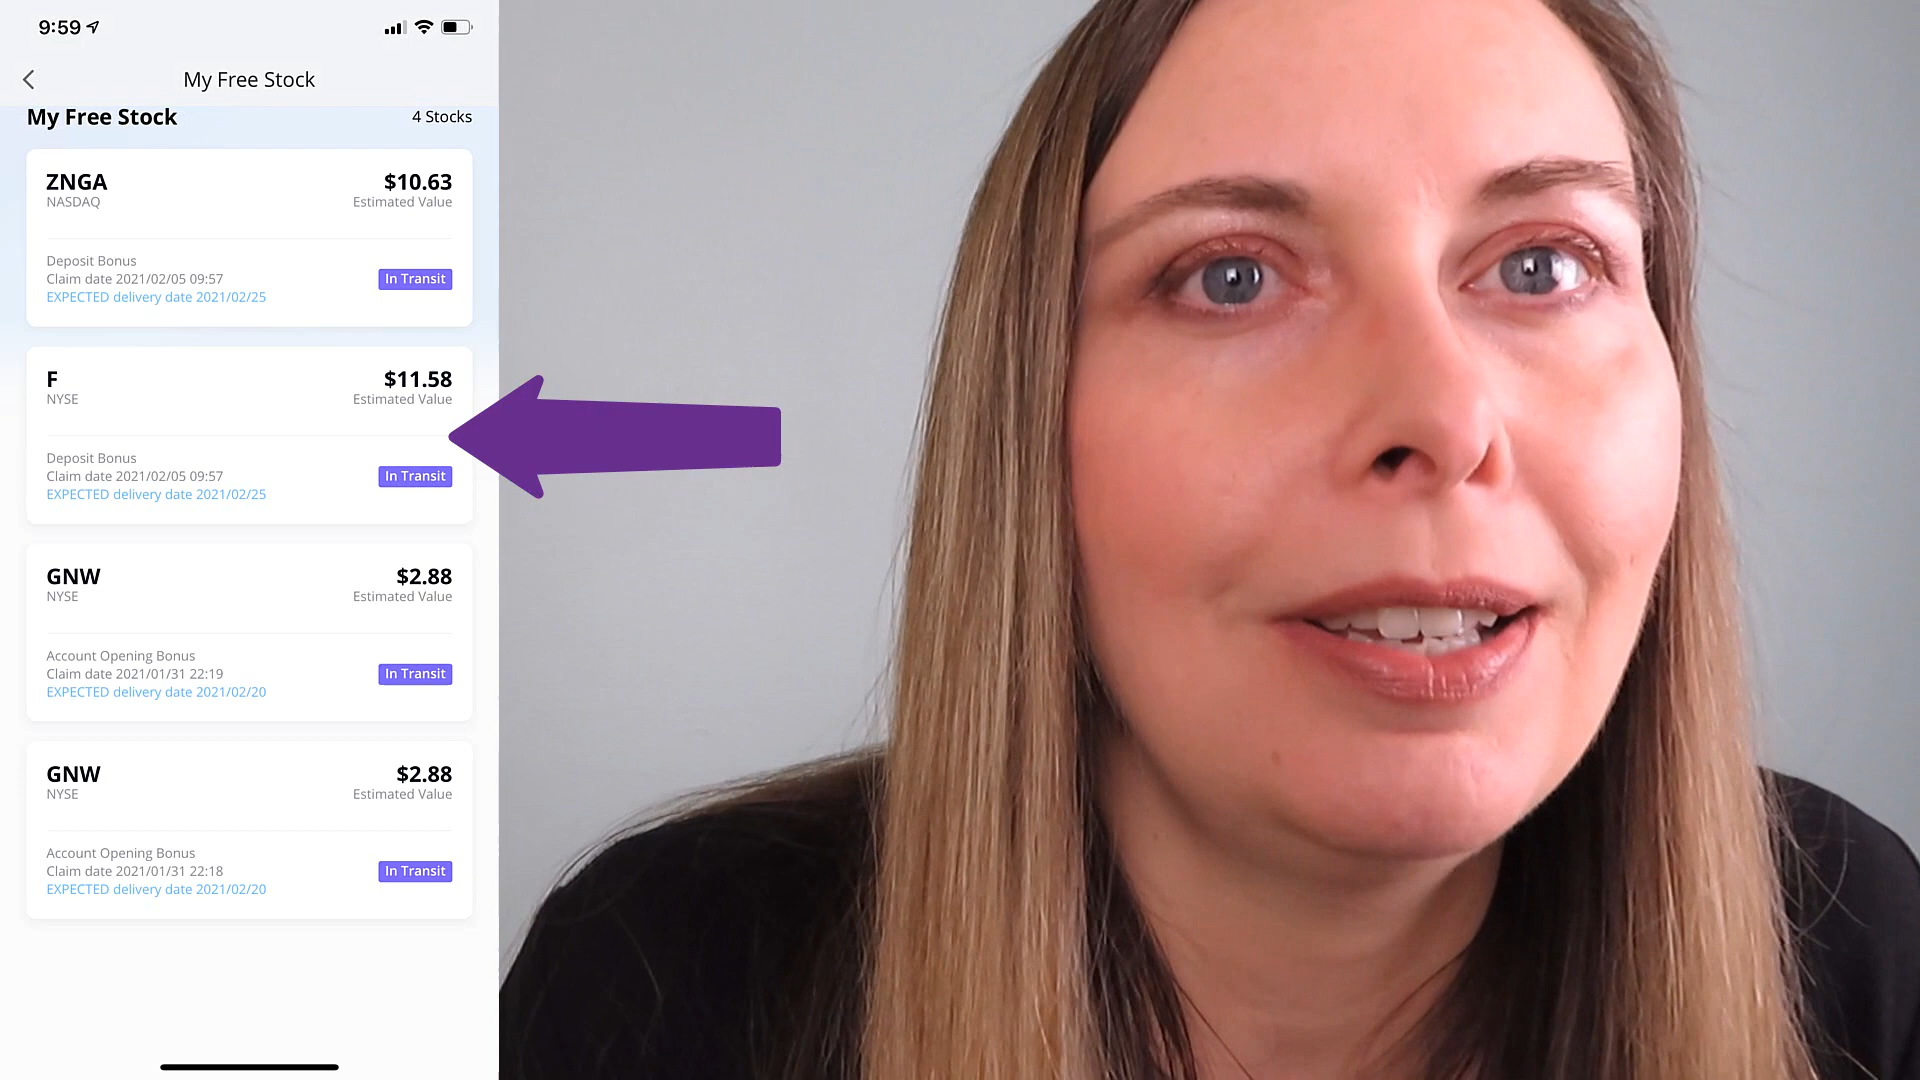 9:59
My Free Stock
My Free Stock 4 Stocks
ZNGA $10.63
NASDAQ Estimated Value
Deposit Bonus
Claim date 2021/02/05 09:57 In Transit
EXPECTED delivery date 2021/02/25
F $11.58
NYSE Estimated Value
Deposit Bonus
Claim date 2021/02/05 09:57 In Transit
EXPECTED delivery date 2021/02/25
GNW $2.88
NYSE Estimated Value
Account Opening Bonus
Claim date 2021/01/31 22:19 In Transit
EXPECTED delivery date 2021/02/20
GNW $2.88
NYSE Estimated Value
Account Opening Bonus
Claim date 2021/01/31 22:18 In Transit
EXPECTED delivery date 2021/02/20